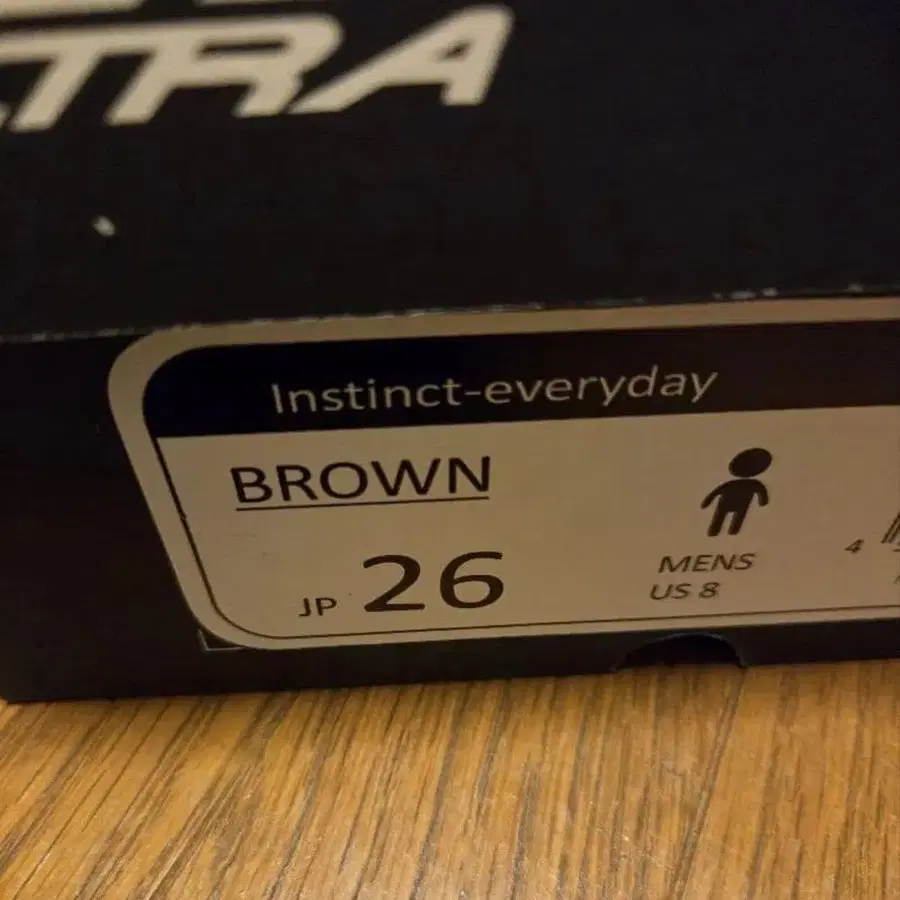 TRA
Instinct-everyday
BROWN
JP 26
MENS
US 8
4